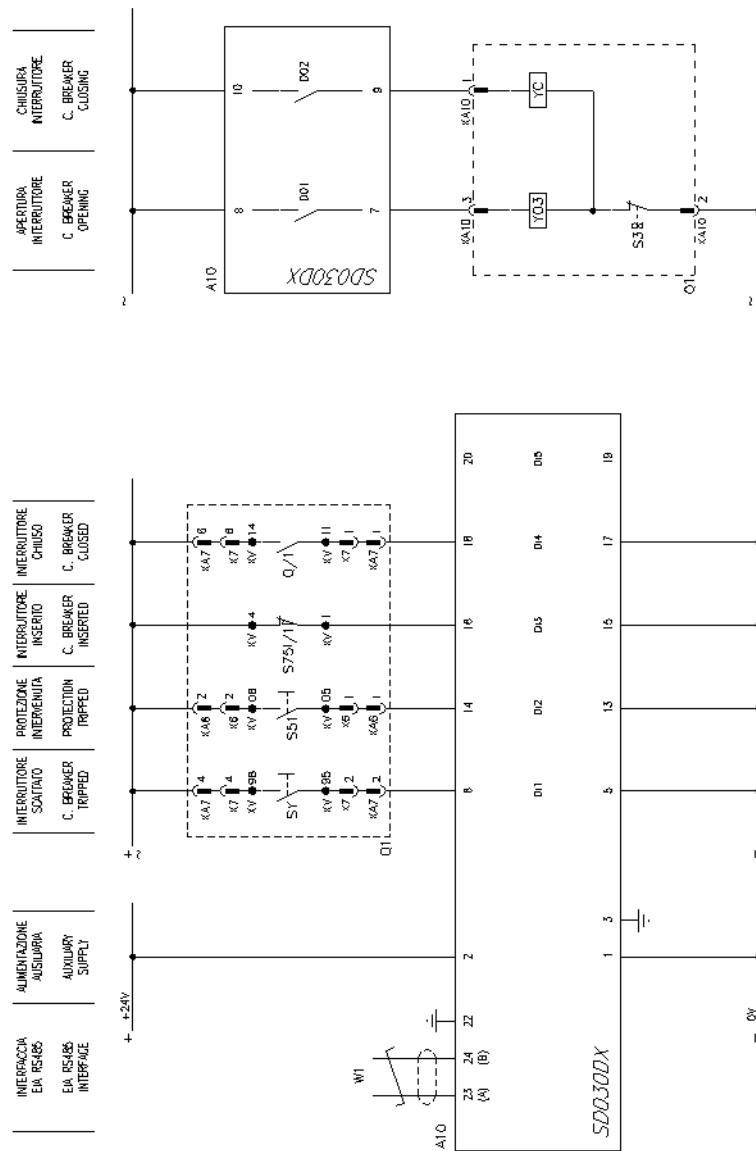 CHIUSURA
INTERRUTTORE
C. BREAKER
CLOSING
APERTURA
INTERRUTTORE
C. BREAKER
OPENING
~
A10
10
DO2
9
8
DO1
7
SD030DX
XA10
1
YC
XA10
3
YO3
S38
XA10
2
Q1
~
INTERRUTTORE
CHIUSO
C. BREAKER
CLOSED
INTERRUTTORE
INSERITO
C. BREAKER
INSERTED
PROTEZIONE
INTERVENUTA
PROTECTION
TRIPPED
INTERRUTTORE
SCATTATO
C. BREAKER
TRIPPED
+
~
XA7 6
X7 8
XV 14
Q/1
XV 11
X7 1
XA7 1
XV 4
S75I/1
XV 1
XA6 2
X6 2
XV 08
S51
XV 05
X6 1
XA6 1
XA7 4
X7 4
XV 98
SY
XV 95
X7 2
XA7 2
Q1
20
DI5
19
18
DI4
17
16
15
14
DI2
13
DI1
ALIMENTAZIONE
AUSILIARIA
AUXILIARY
SUPPLY
INTERFACCIA
EIA RS485
EIA RS485
INTERFACE
+ +24V
2
3
1
22
W1
24
(B)
23
(A)
A10
SD030DX
0V